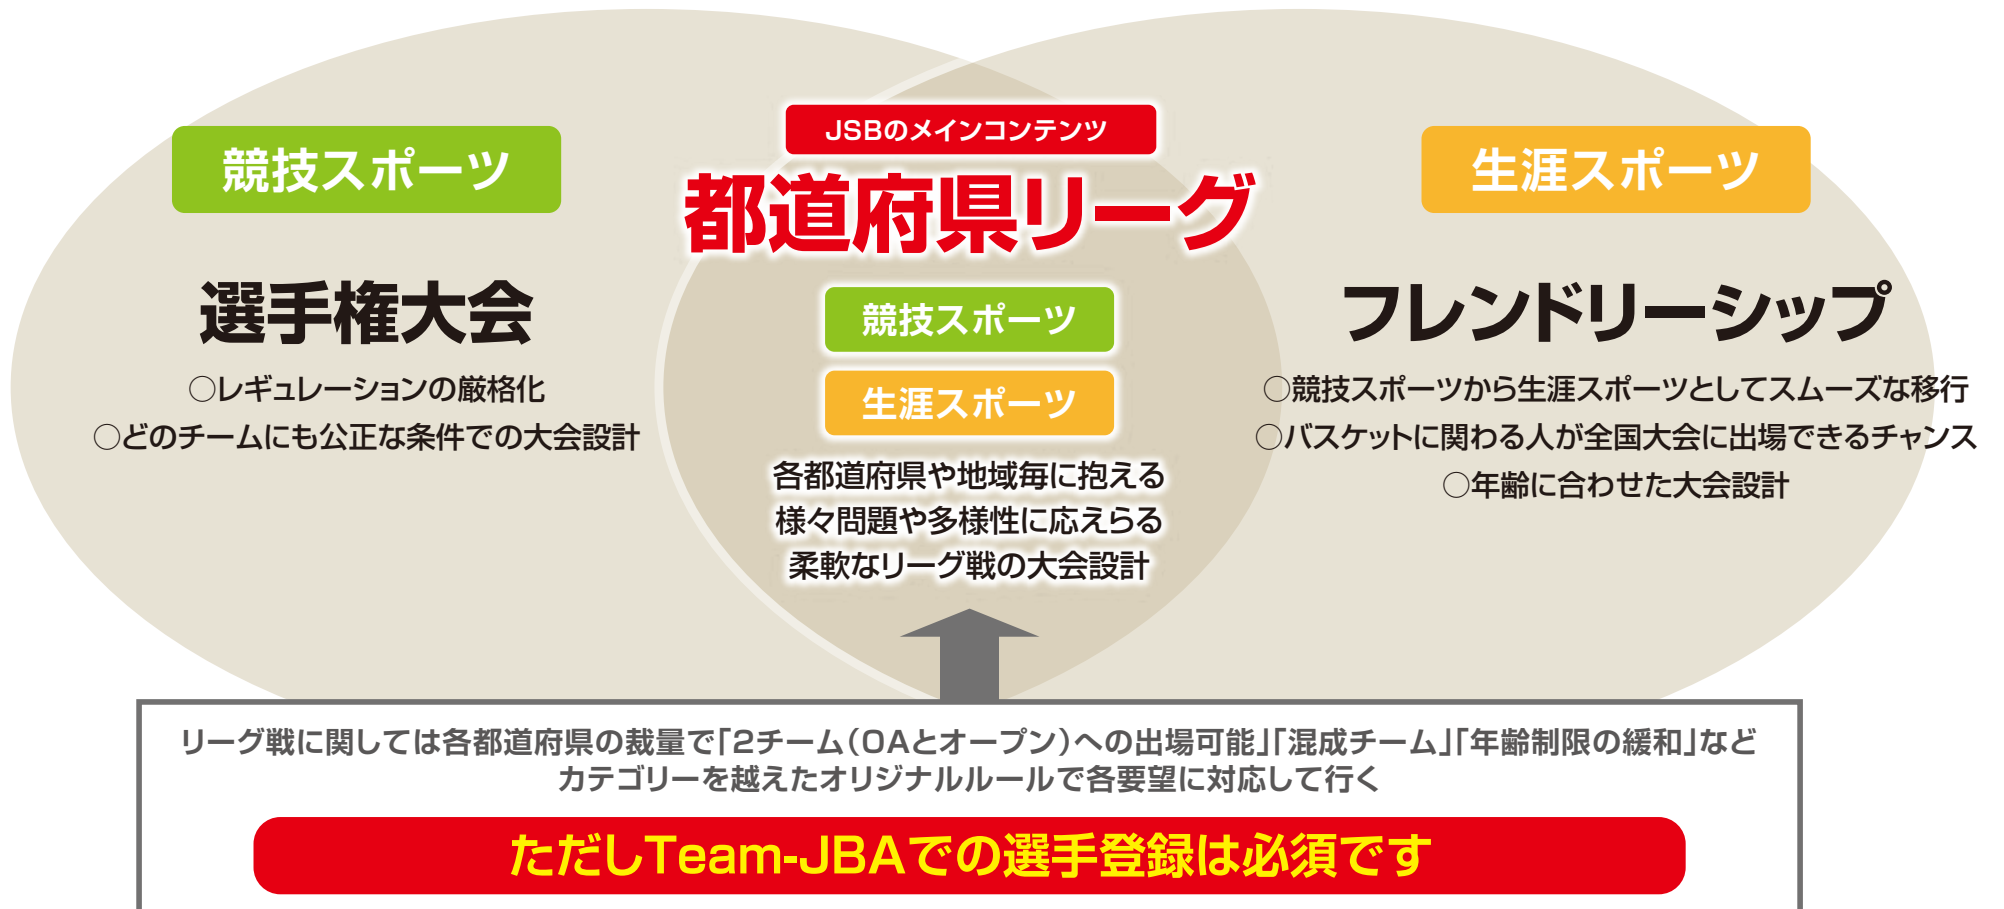 競技スポーツ
選手権大会
○レギュレーションの厳格化
○どのチームにも公正な条件での大会設計
JSBのメインコンテンツ
都道府県リーグ
競技スポーツ
生涯スポーツ
各都道府県や地域毎に抱える
様々問題や多様性に応えらる
柔軟なリーグ戦の大会設計
生涯スポーツ
フレンドリーシップ
○競技スポーツから生涯スポーツとしてスムーズな移行
○バスケットに関わる人が全国大会に出場できるチャンス
○年齢に合わせた大会設計
リーグ戦に関しては各都道府県の裁量で「2チーム(OAとオープン)への出場可能」「混成チーム」「年齢制限の緩和」など
カテゴリーを越えたオリジナルルールで各要望に対応して行く
ただしTeam-JBAでの選手登録は必須です